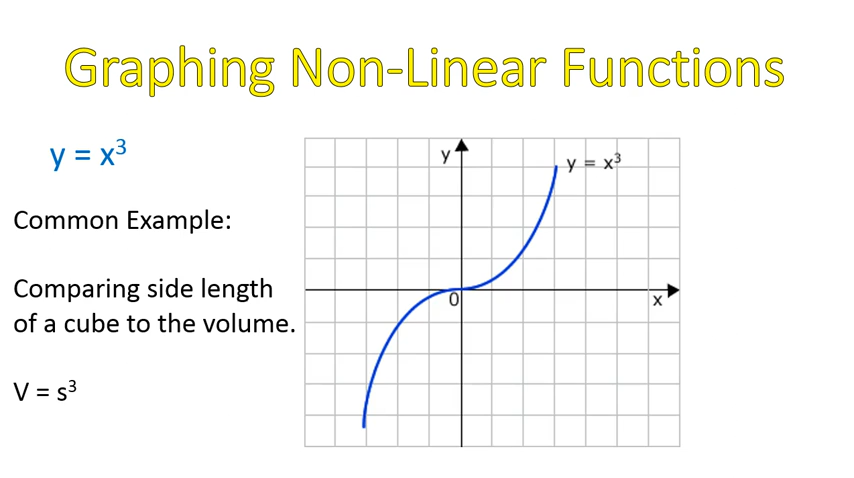 Graphing Non-Linear Functions
y = x³
Common Example:
Comparing side length
of a cube to the volume.
V = s³
y
y = x³
0
x